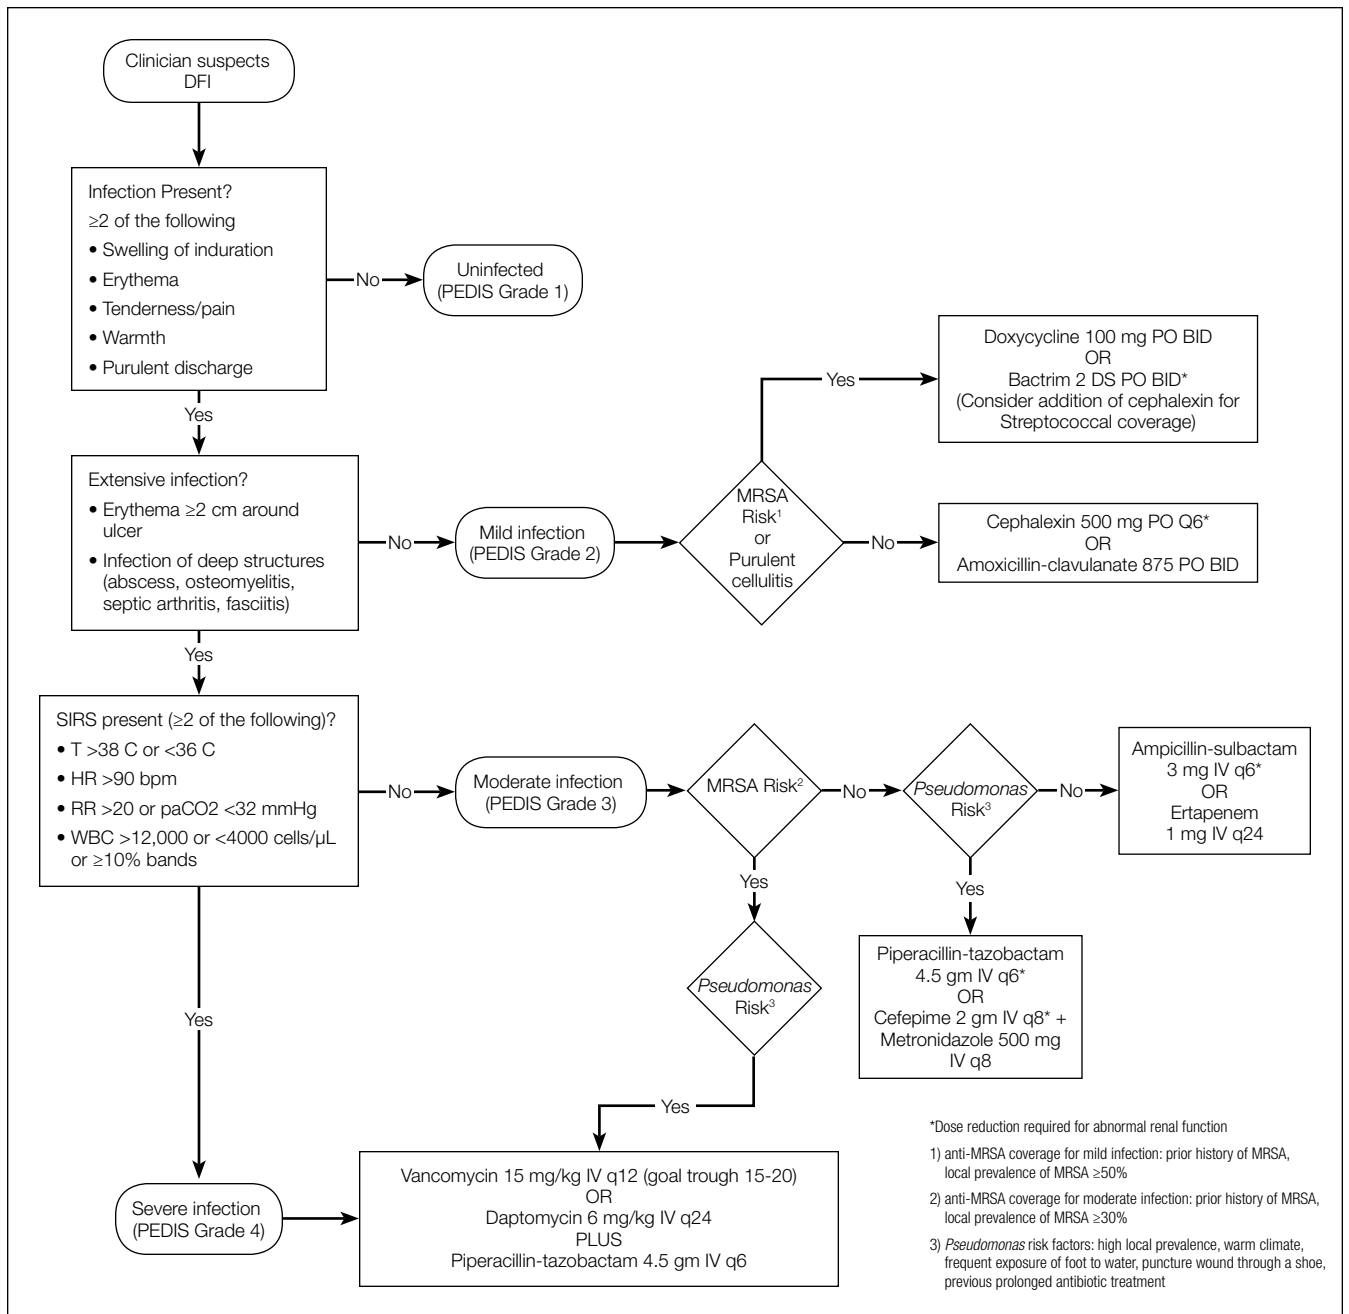 Clinician suspects
DFI
Infection Present?
≥2 of the following
• Swelling of induration
• Erythema
• Tenderness/pain
• Warmth
• Purulent discharge
No
Uninfected
(PEDIS Grade 1)
Yes
Extensive infection?
• Erythema ≥2 cm around
ulcer
• Infection of deep structures
(abscess, osteomyelitis,
septic arthritis, fasciitis)
No
Mild infection
(PEDIS Grade 2)
MRSA
Risk¹
or
Purulent
cellulitis
Yes
Doxycycline 100 mg PO BID
OR
Bactrim 2 DS PO BID*
(Consider addition of cephalexin for
Streptococcal coverage)
No
Cephalexin 500 mg PO Q6*
OR
Amoxicillin-clavulanate 875 PO BID
Yes
SIRS present (≥2 of the following)?
• T >38 C or <36 C
• HR >90 bpm
• RR >20 or paCO2 <32 mmHg
• WBC >12,000 or <4000 cells/µL
or ≥10% bands
No
Moderate infection
(PEDIS Grade 3)
MRSA Risk²
No
Pseudomonas
Risk³
No
Ampicillin-sulbactam
3 mg IV q6*
OR
Ertapenem
1 mg IV q24
Yes
Piperacillin-tazobactam
4.5 gm IV q6*
OR
Cefepime 2 gm IV q8* +
Metronidazole 500 mg
IV q8
Yes
Pseudomonas
Risk³
Yes
Yes
Severe infection
(PEDIS Grade 4)
Vancomycin 15 mg/kg IV q12 (goal trough 15-20)
OR
Daptomycin 6 mg/kg IV q24
PLUS
Piperacillin-tazobactam 4.5 gm IV q6
*Dose reduction required for abnormal renal function
1) anti-MRSA coverage for mild infection: prior history of MRSA,
local prevalence of MRSA ≥50%
2) anti-MRSA coverage for moderate infection: prior history of MRSA,
local prevalence of MRSA ≥30%
3) Pseudomonas risk factors: high local prevalence, warm climate,
frequent exposure of foot to water, puncture wound through a shoe,
previous prolonged antibiotic treatment